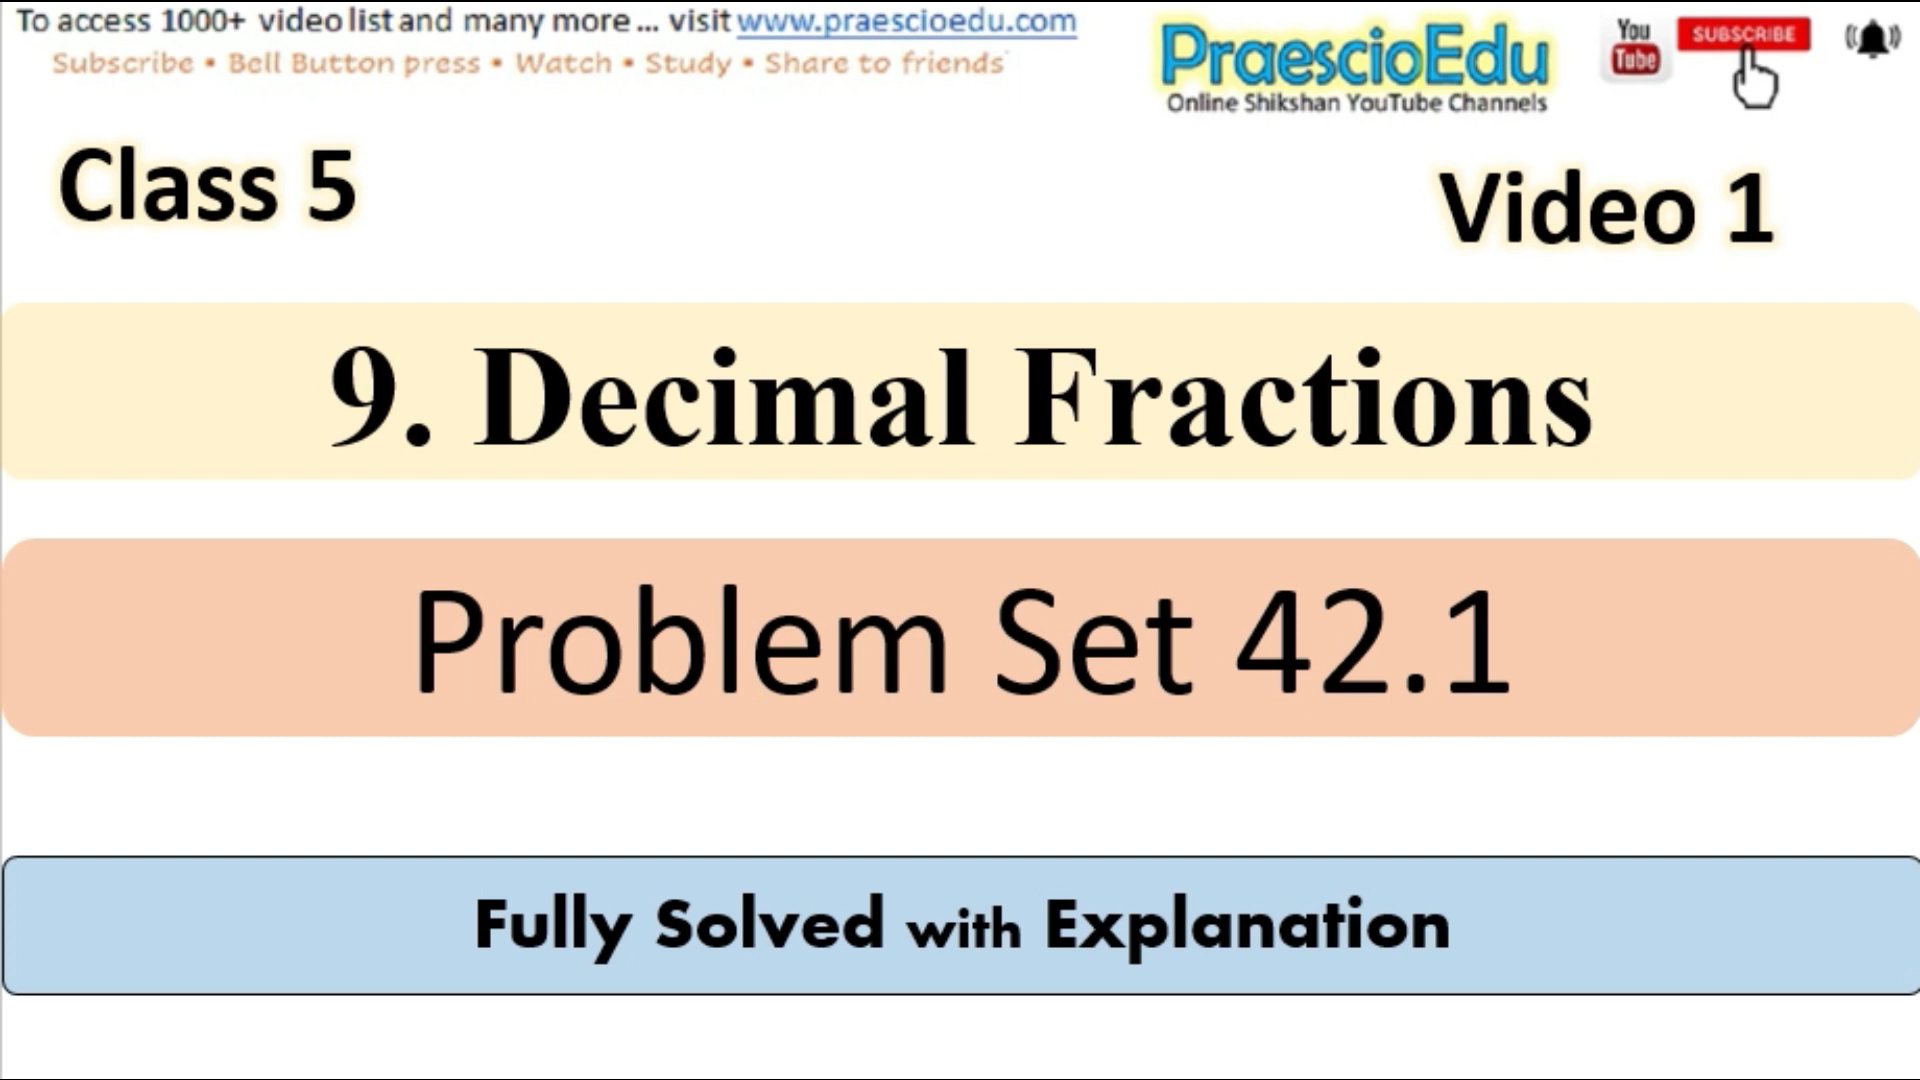 To access 1000+ video list and many more ... visit www.praescioedu.com
Subscribe • Bell Button press • Watch • Study • Share to friends
PraescioEdu
Online Shikshan YouTube Channels
You
Tube
SUBSCRIBE
Class 5
Video 1
9. Decimal Fractions
Problem Set 42.1
Fully Solved with Explanation